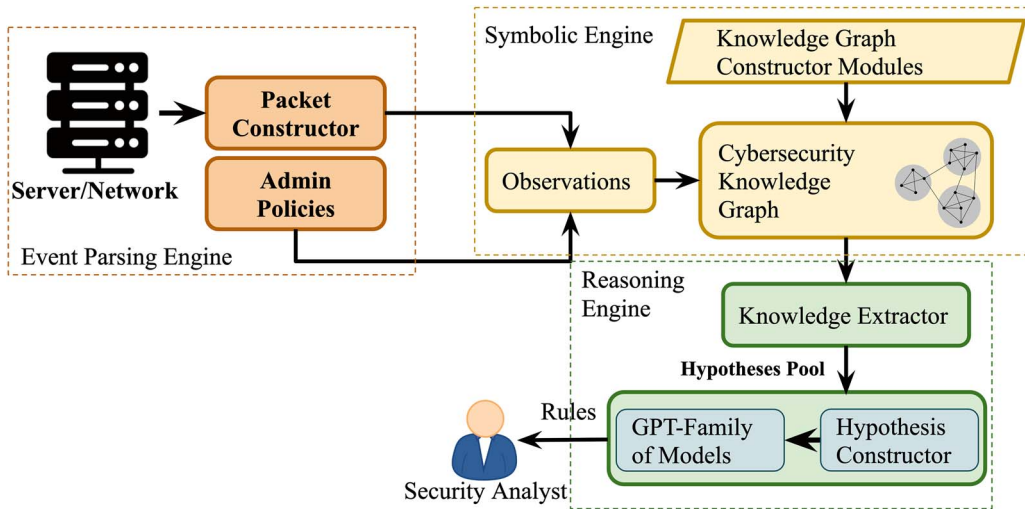 Symbolic Engine
Knowledge Graph
Constructor Modules
Packet
Constructor
Server/Network
Admin
Policies
Event Parsing Engine
Observations
Cybersecurity
Knowledge
Graph
Reasoning
Engine
Knowledge Extractor
Hypotheses Pool
Rules
GPT-Family
of Models
Hypothesis
Constructor
Security Analyst